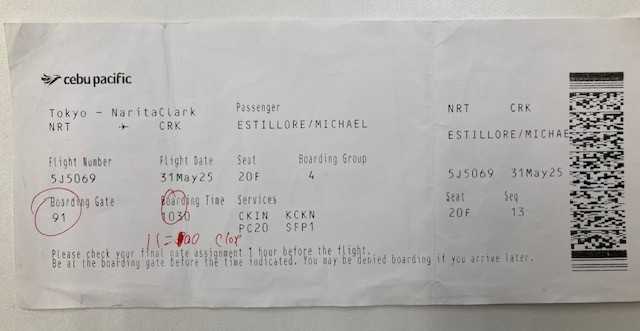 cebu pacific
Tokyo - NaritaClark
NRT CRK
Passenger
ESTILLORE/MICHAEL
NRT CRK
ESTILLORE/MICHAE
Flight Number Flight Date Seat Boarding Group
5J5069 31May25 20F 4
5J5069 31May25
Boarding Gate Boarding Time Services
91 1030 CKIN KCKN
PC20 SFP1
Seat Seq
20F 13
Please check your final gate assignment 1 hour before the flight.
Be at the boarding gate before the time indicated. You may be denied boarding if you arrive later.